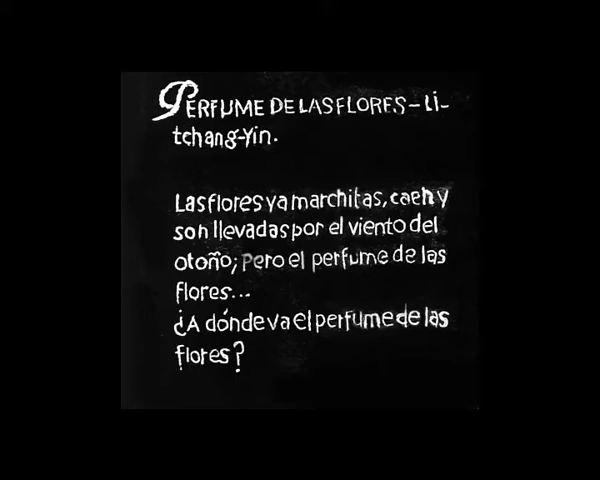 PERFUME DE LAS FLORES – Li-
tchang-Yin.
Las flores ya marchitas, caen y
son llevadas por el viento del
otoño; pero el perfume de las
flores...
¿A dónde va el perfume de las
flores?